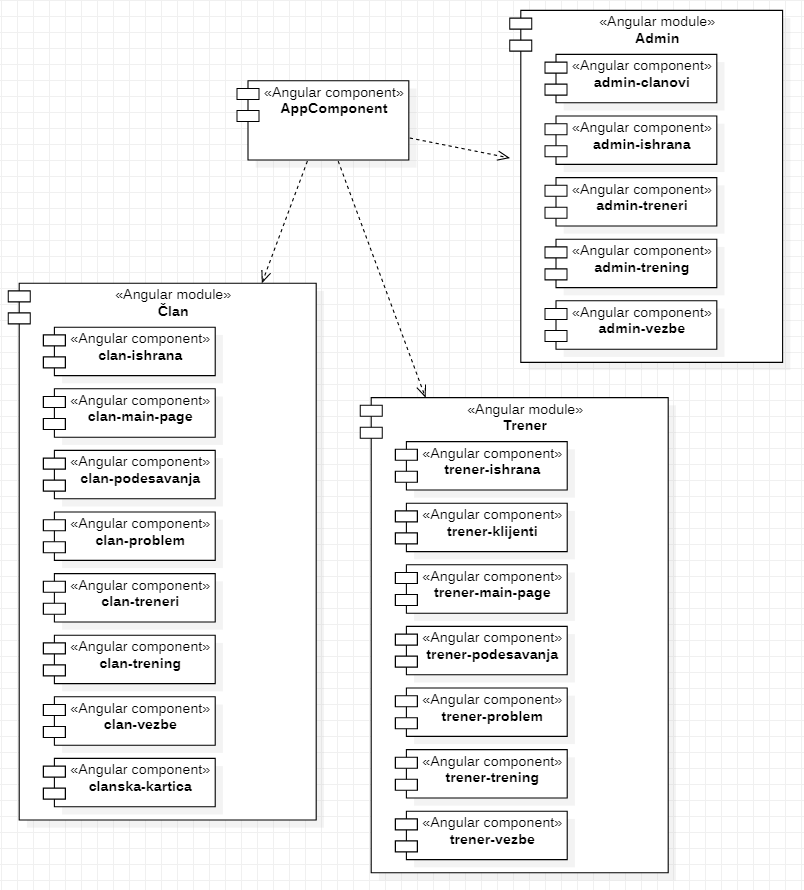 «Angular component»
AppComponent
«Angular module»
Admin
«Angular component»
admin-clanovi
«Angular component»
admin-ishrana
«Angular component»
admin-treneri
«Angular component»
admin-trening
«Angular component»
admin-vezbe
«Angular module»
Član
«Angular component»
clan-ishrana
«Angular component»
clan-main-page
«Angular component»
clan-podesavanja
«Angular component»
clan-problem
«Angular component»
clan-treneri
«Angular component»
clan-trening
«Angular component»
clan-vezbe
«Angular component»
clanska-kartica
«Angular module»
Trener
«Angular component»
trener-ishrana
«Angular component»
trener-klijenti
«Angular component»
trener-main-page
«Angular component»
trener-podesavanja
«Angular component»
trener-problem
«Angular component»
trener-trening
«Angular component»
trener-vezbe